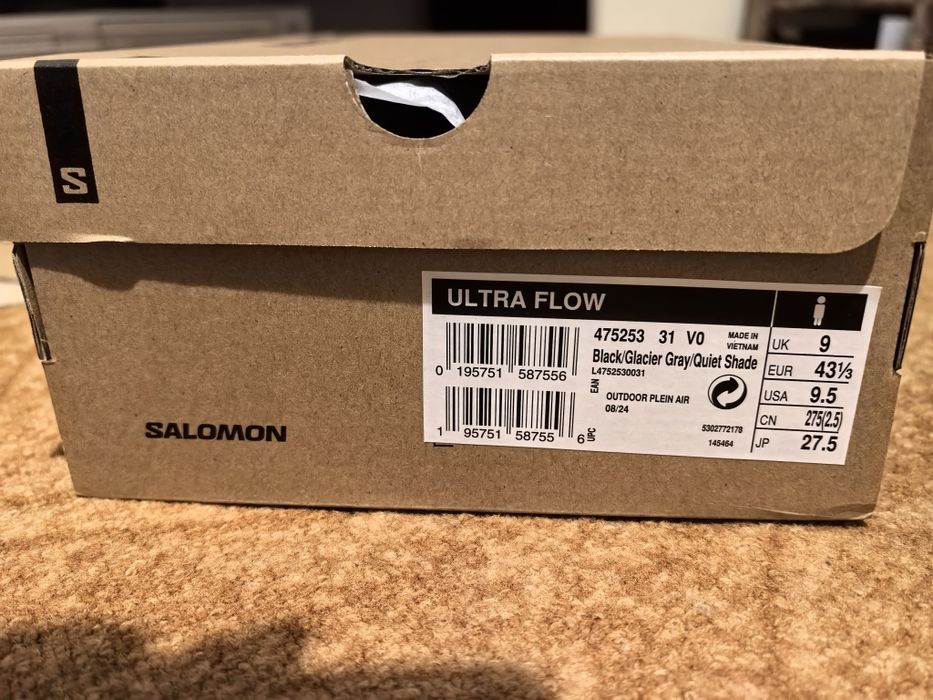 S
ULTRA FLOW
0 195751 587556
1 95751 58755 6
EAN
UPC
475253 31 V0
MADE IN
VIETNAM
Black/Glacier Gray/Quiet Shade
L4752530031
OUTDOOR PLEIN AIR
08/24
5302772178
145464
UK 9
EUR 43⅓
USA 9.5
CN 275(2.5)
JP 27.5
SALOMON